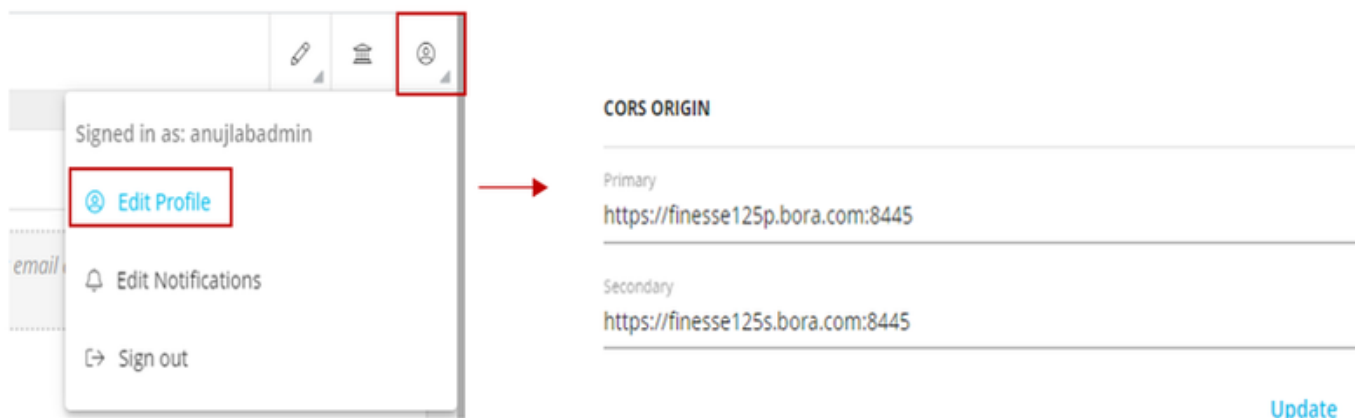 Signed in as: anujlabadmin
Edit Profile
email
Edit Notifications
Sign out
CORS ORIGIN
Primary
https://finesse125p.bora.com:8445
Secondary
https://finesse125s.bora.com:8445
Update